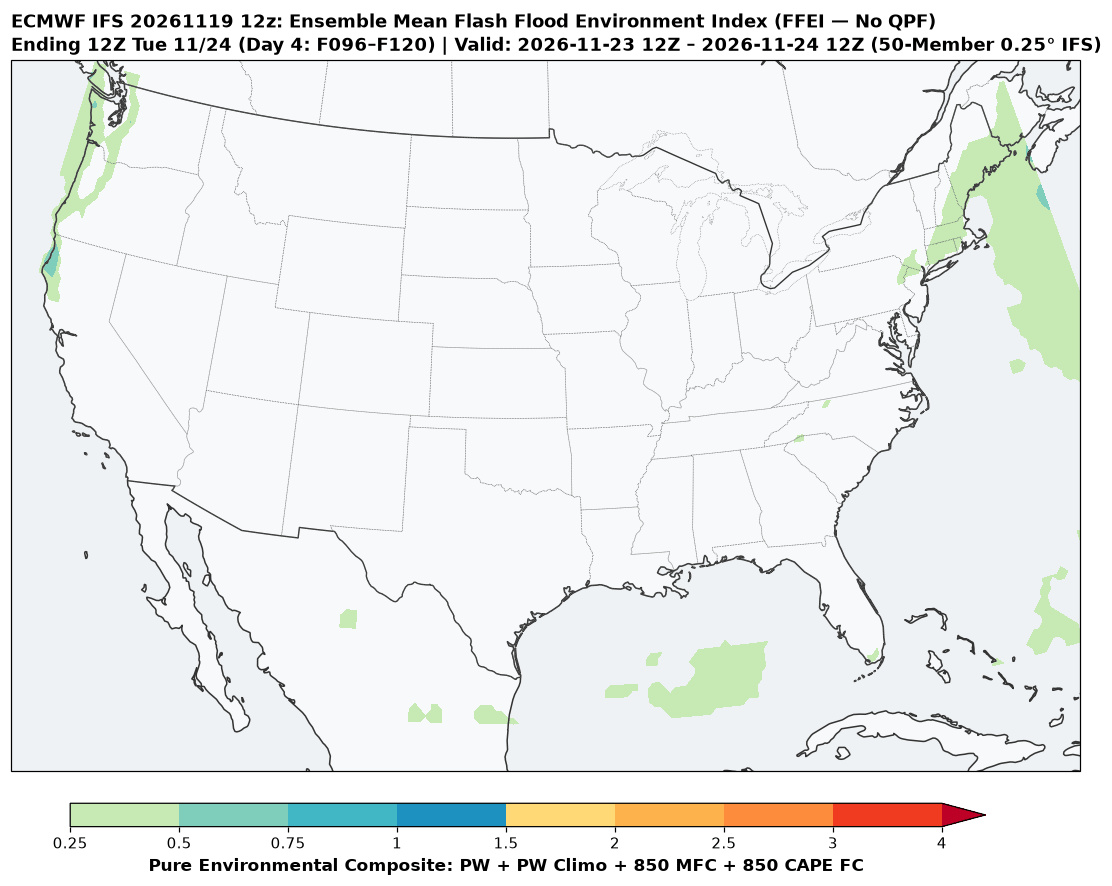 ECMWF IFS 20261119 12z: Ensemble Mean Flash Flood Environment Index (FFEI — No QPF)
Ending 12Z Tue 11/24 (Day 4: F096–F120) | Valid: 2026-11-23 12Z – 2026-11-24 12Z (50-Member 0.25° IFS)
0.25 0.5 0.75 1 1.5 2 2.5 3 4
Pure Environmental Composite: PW + PW Climo + 850 MFC + 850 CAPE FC